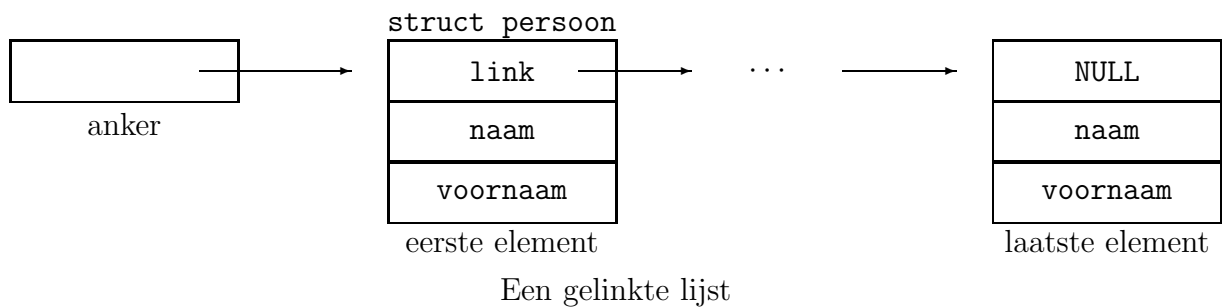 struct persoon
link ... NULL
anker
naam naam
voornaam voornaam
eerste element laatste element
Een gelinkte lijst